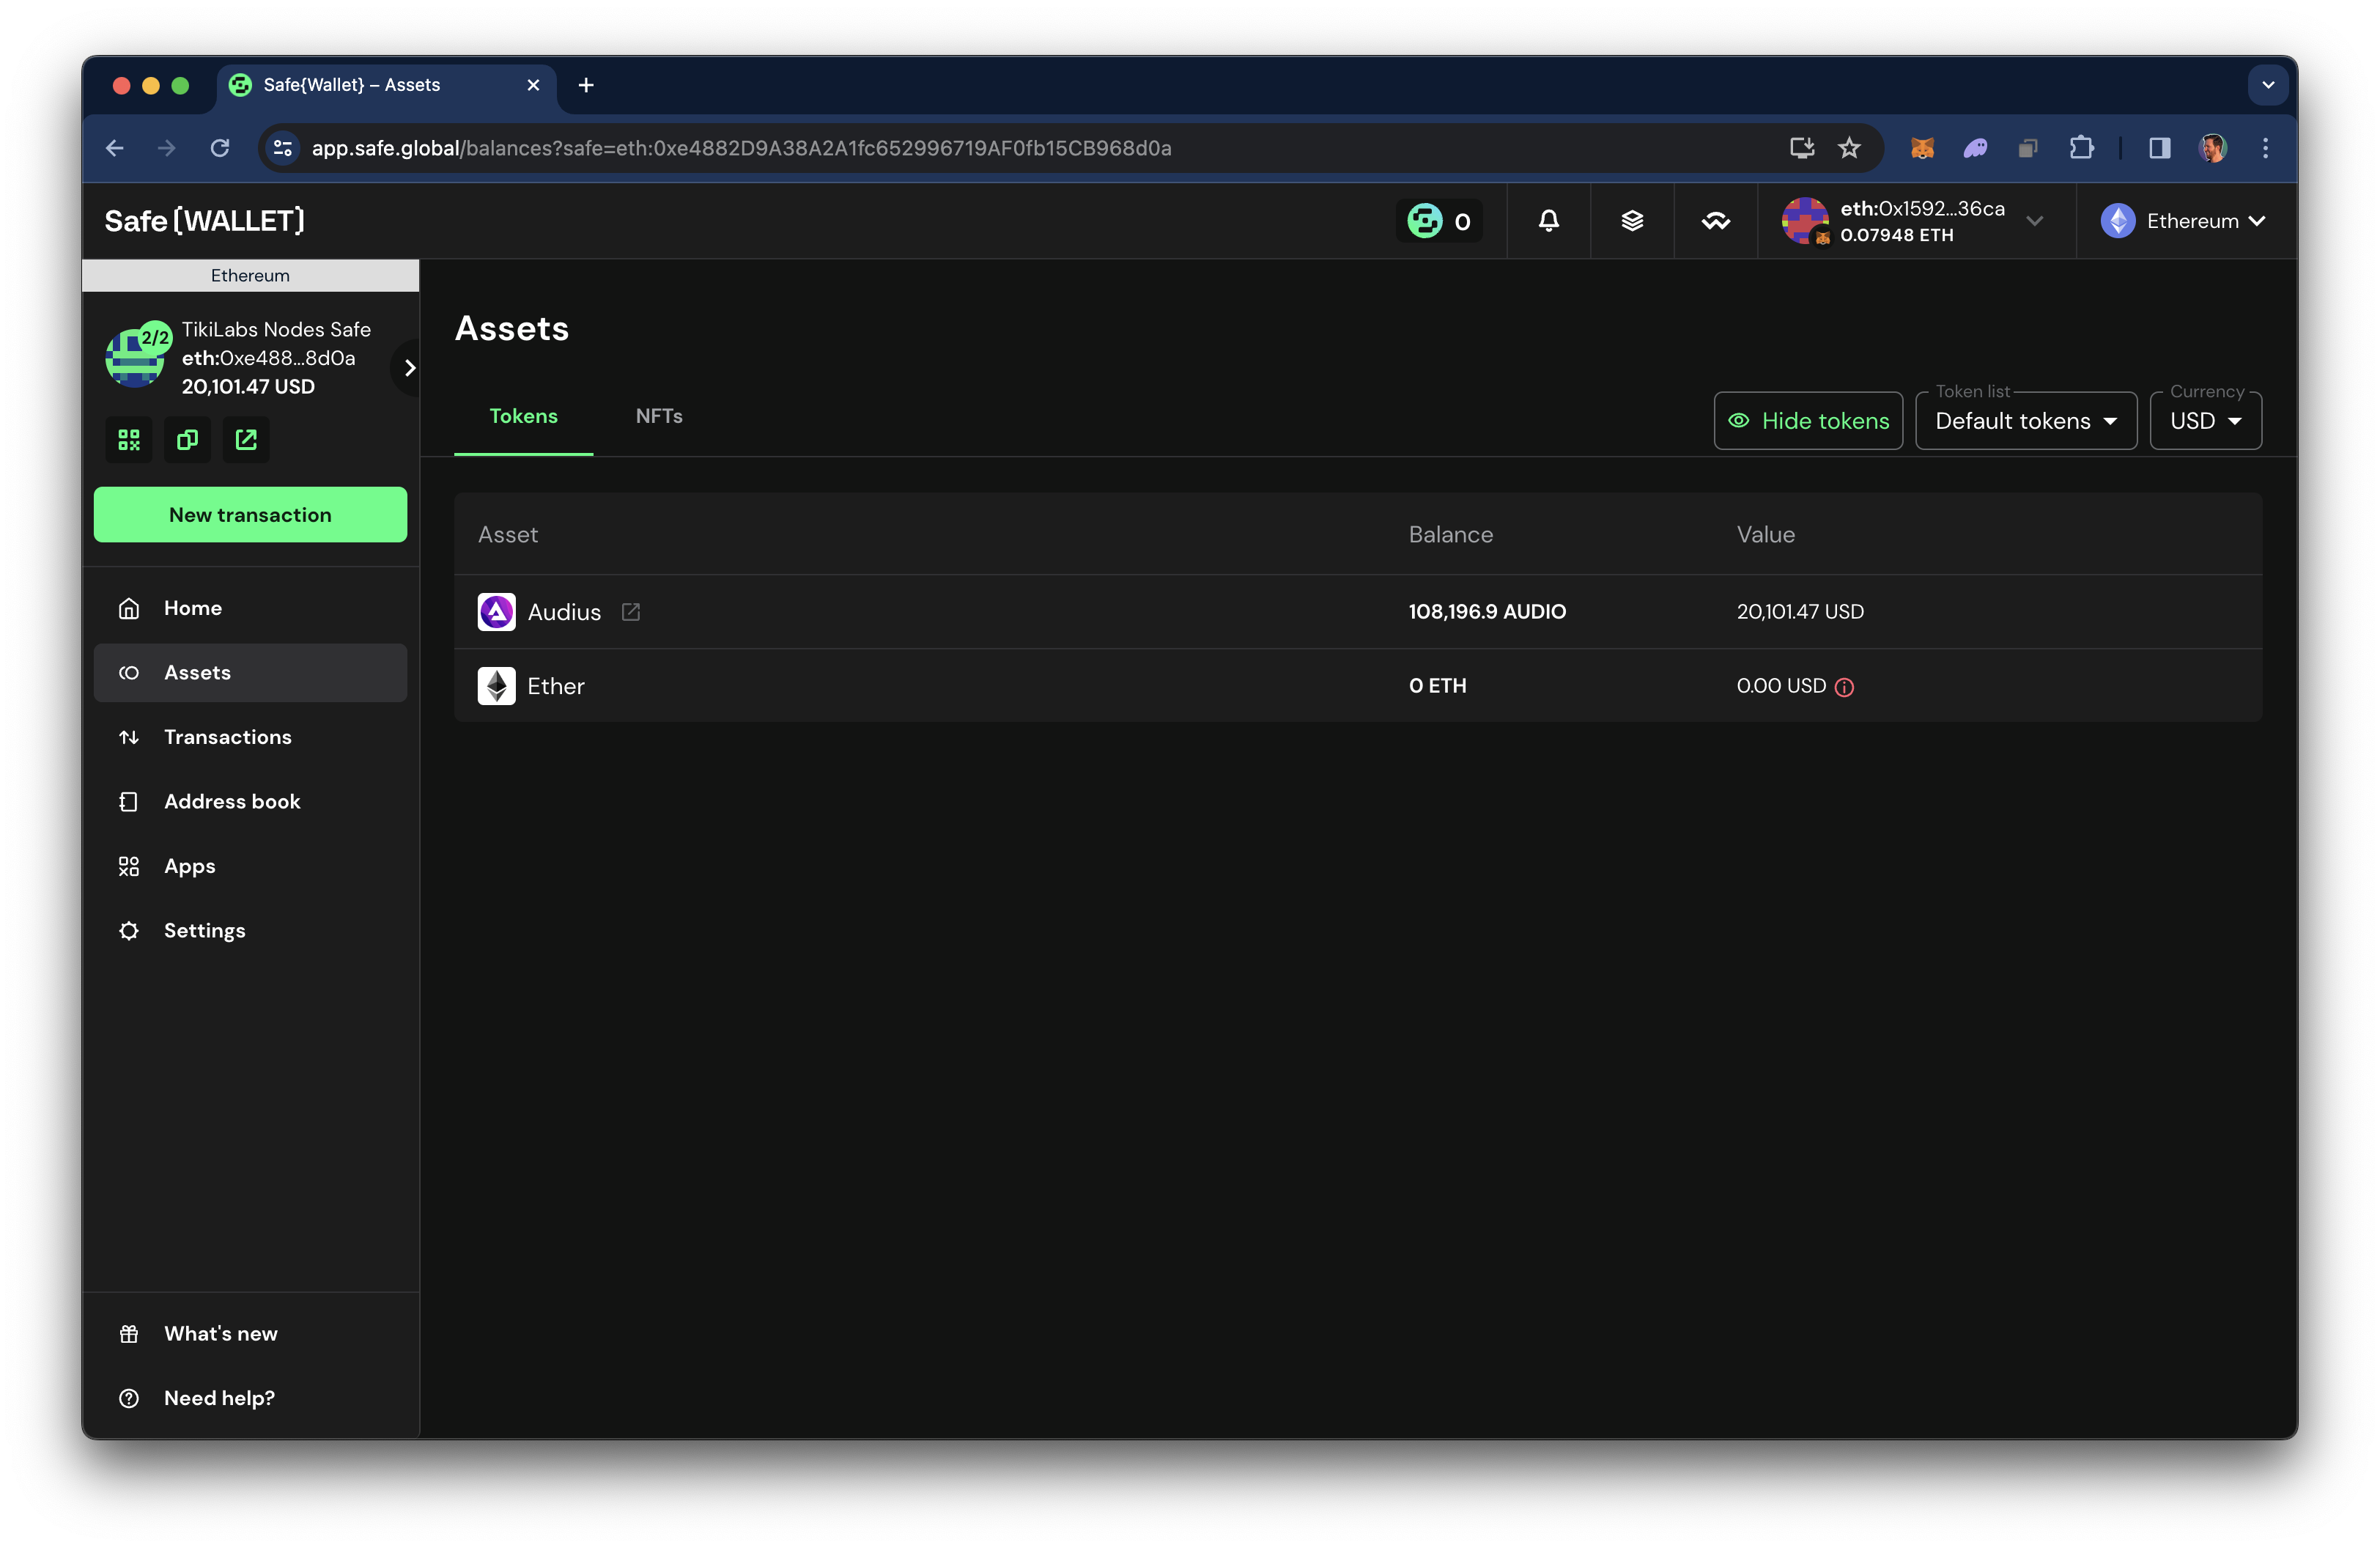 Safe{Wallet} – Assets
app.safe.global/balances?safe=eth:0xe4882D9A38A2A1fc652996719AF0fb15CB968d0a
Safe{WALLET}
0
eth:0x1592...36ca
0.07948 ETH
Ethereum
Ethereum
2/2
TikiLabs Nodes Safe
eth:0xe488...8d0a
20,101.47 USD
New transaction
Home
Assets
Transactions
Address book
Apps
Settings
What's new
Need help?
Assets
Tokens
NFTs
Hide tokens
Token list
Default tokens
Currency
USD
Asset Balance Value
Audius 108,196.9 AUDIO 20,101.47 USD
Ether 0 ETH 0.00 USD